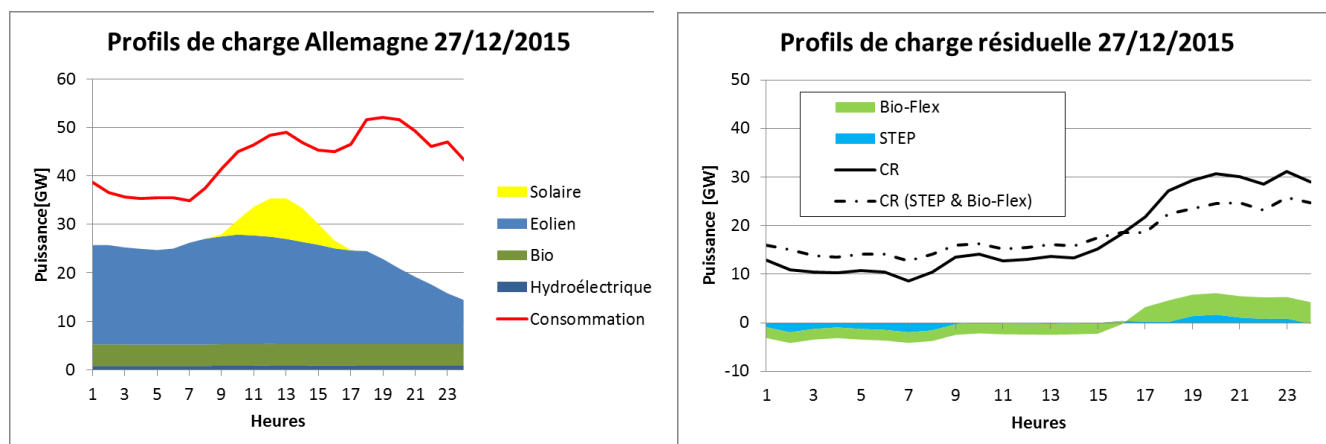 Profils de charge Allemagne 27/12/2015
60
50
40
30
20
10
0
Puissance[GW]
1 3 5 7 9 11 13 15 17 19 21 23
Heures
Solaire
Eolien
Bio
Hydroélectrique
Consommation
Profils de charge résiduelle 27/12/2015
50
40
30
20
10
0
-10
Puissance [GW]
Bio-Flex
STEP
CR
CR (STEP & Bio-Flex)
1 3 5 7 9 11 13 15 17 19 21 23
Heures